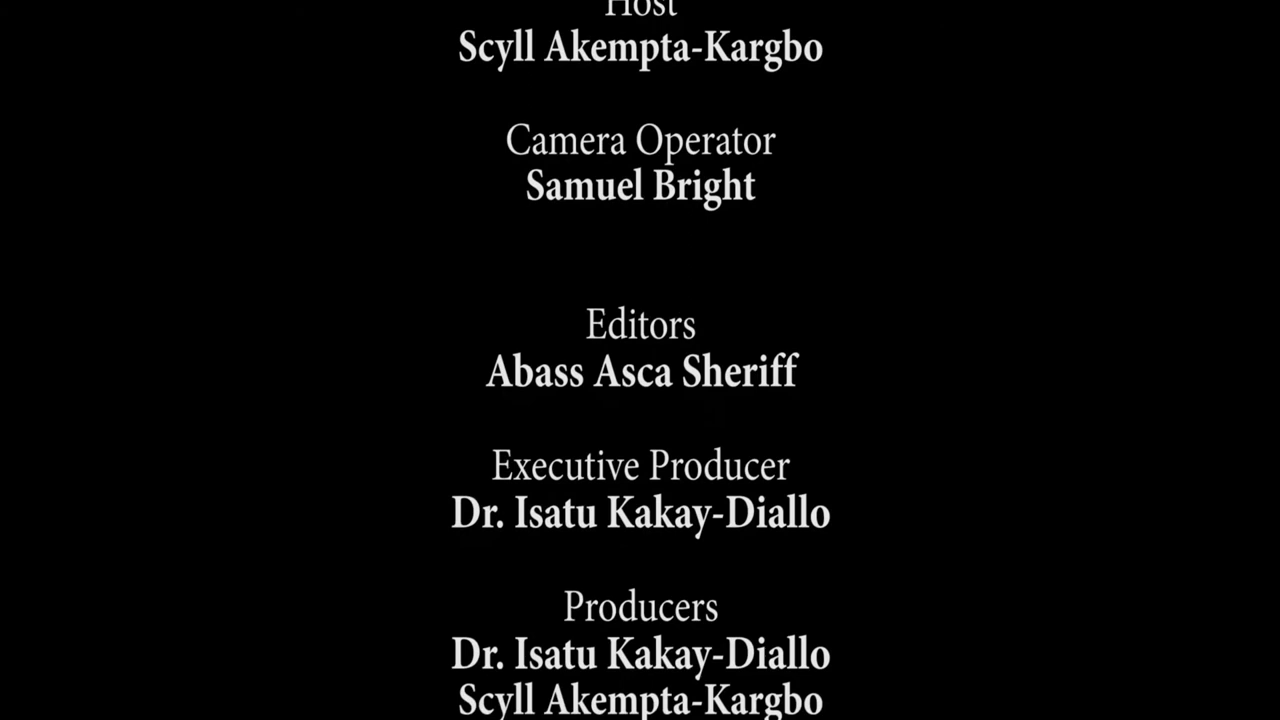 Host
Scyll Akempta-Kargbo
Camera Operator
Samuel Bright
Editors
Abass Asca Sheriff
Executive Producer
Dr. Isatu Kakay-Diallo
Producers
Dr. Isatu Kakay-Diallo
Scyll Akempta-Kargbo